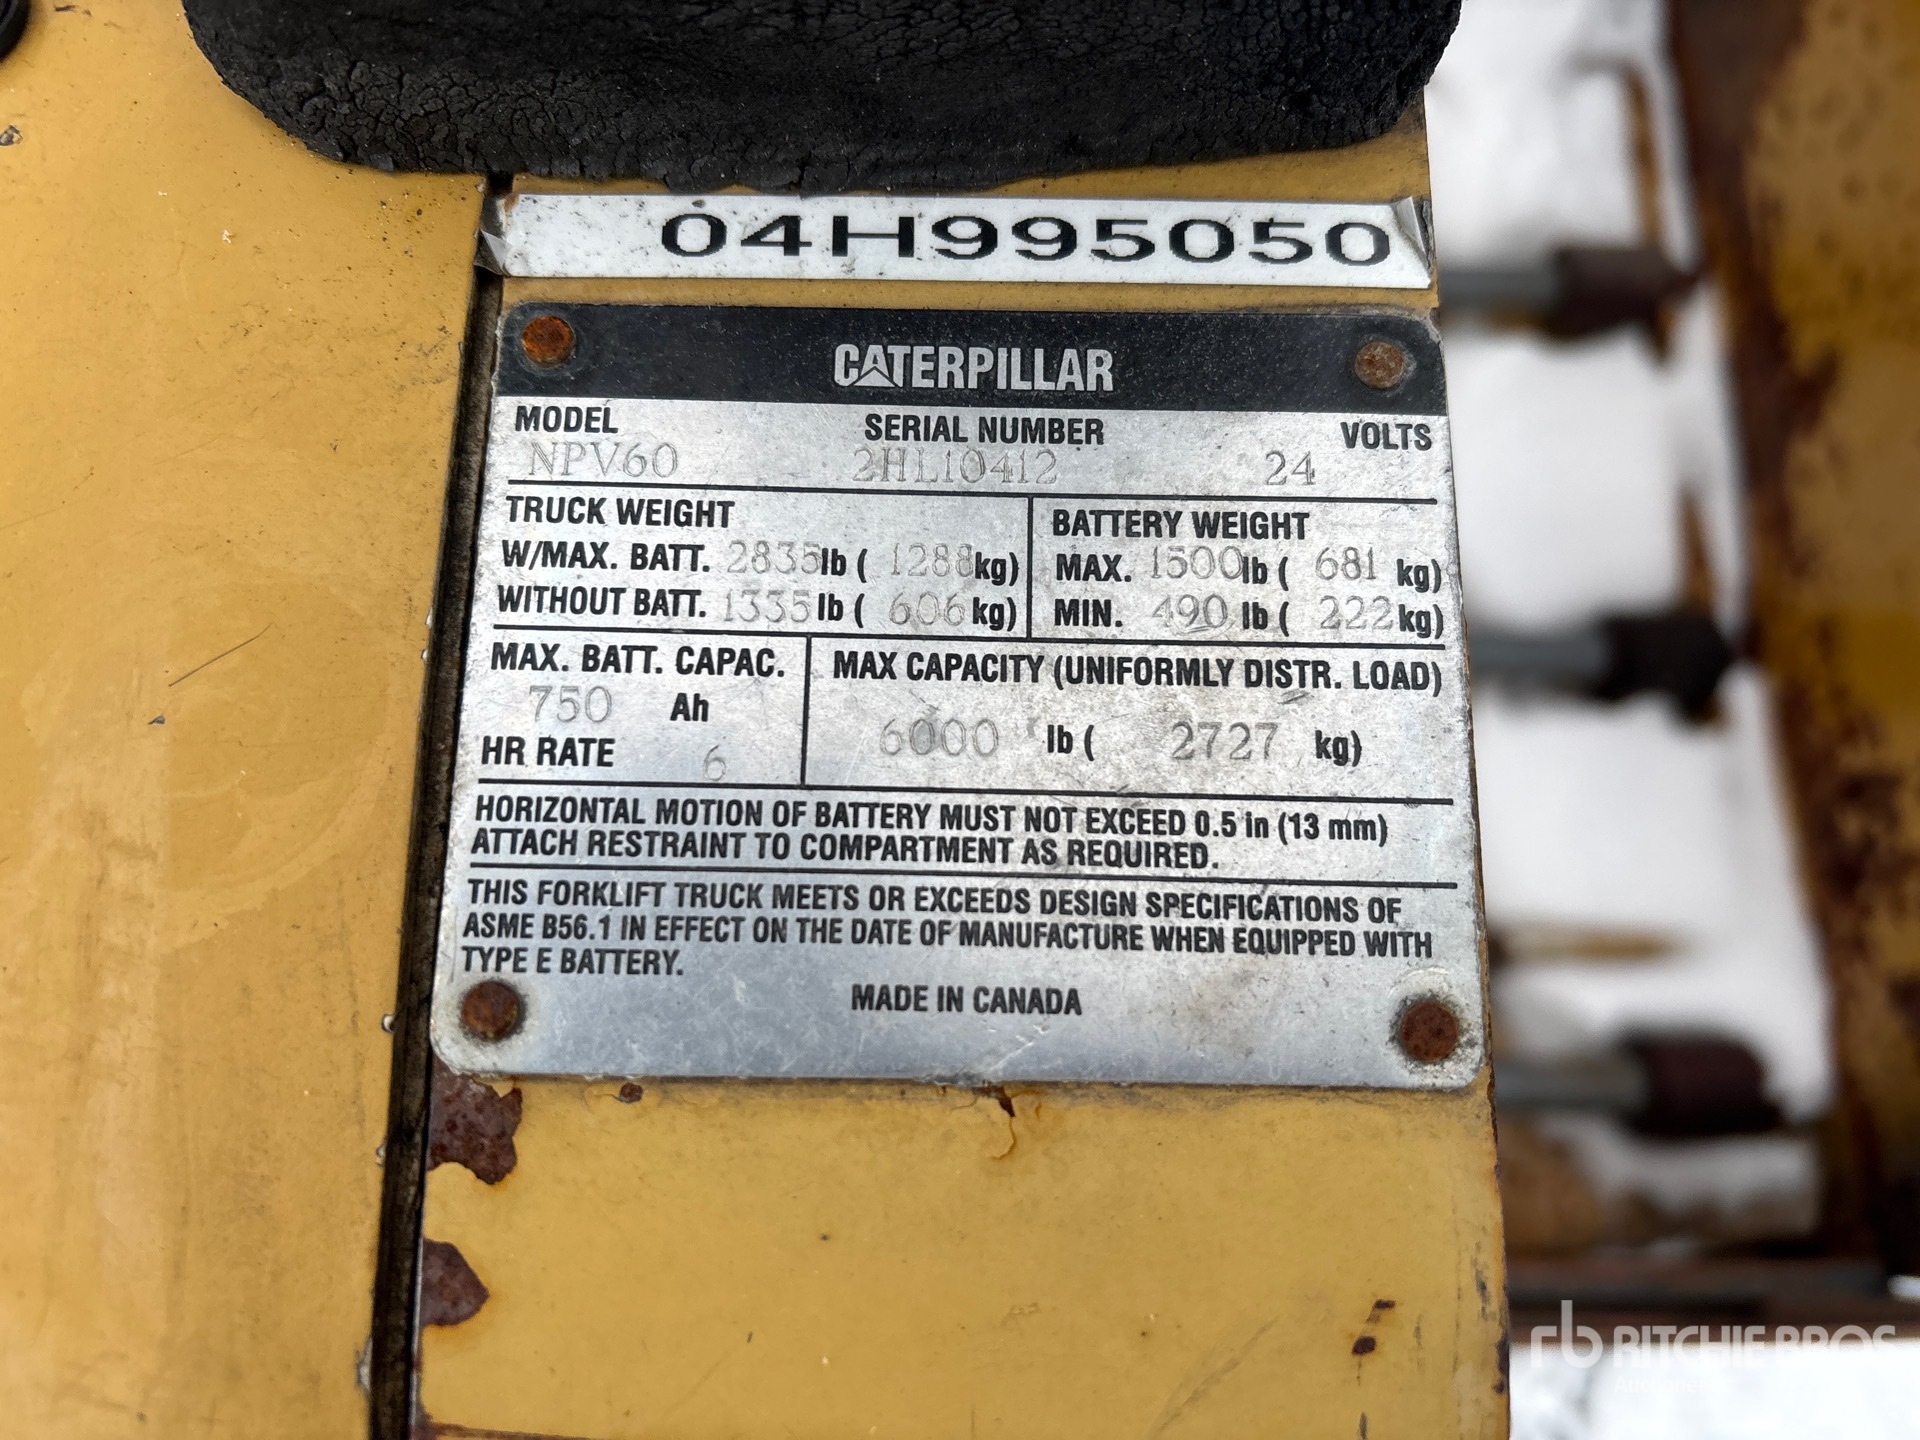 04H995050
CATERPILLAR
MODEL SERIAL NUMBER VOLTS
NPV60 2HL10412 24
TRUCK WEIGHT
W/MAX. BATT. 2835 lb ( 1288 kg)
WITHOUT BATT. 1335 lb ( 606 kg)
BATTERY WEIGHT
MAX. 1500 lb ( 681 kg)
MIN. 490 lb ( 222 kg)
MAX. BATT. CAPAC.
750 Ah
HR RATE 6
MAX CAPACITY (UNIFORMLY DISTR. LOAD)
6000 lb ( 2727 kg)
HORIZONTAL MOTION OF BATTERY MUST NOT EXCEED 0.5 in (13 mm)
ATTACH RESTRAINT TO COMPARTMENT AS REQUIRED.
THIS FORKLIFT TRUCK MEETS OR EXCEEDS DESIGN SPECIFICATIONS OF
ASME B56.1 IN EFFECT ON THE DATE OF MANUFACTURE WHEN EQUIPPED WITH
TYPE E BATTERY.
MADE IN CANADA
rb RITCHIE BROS
Auctioneers